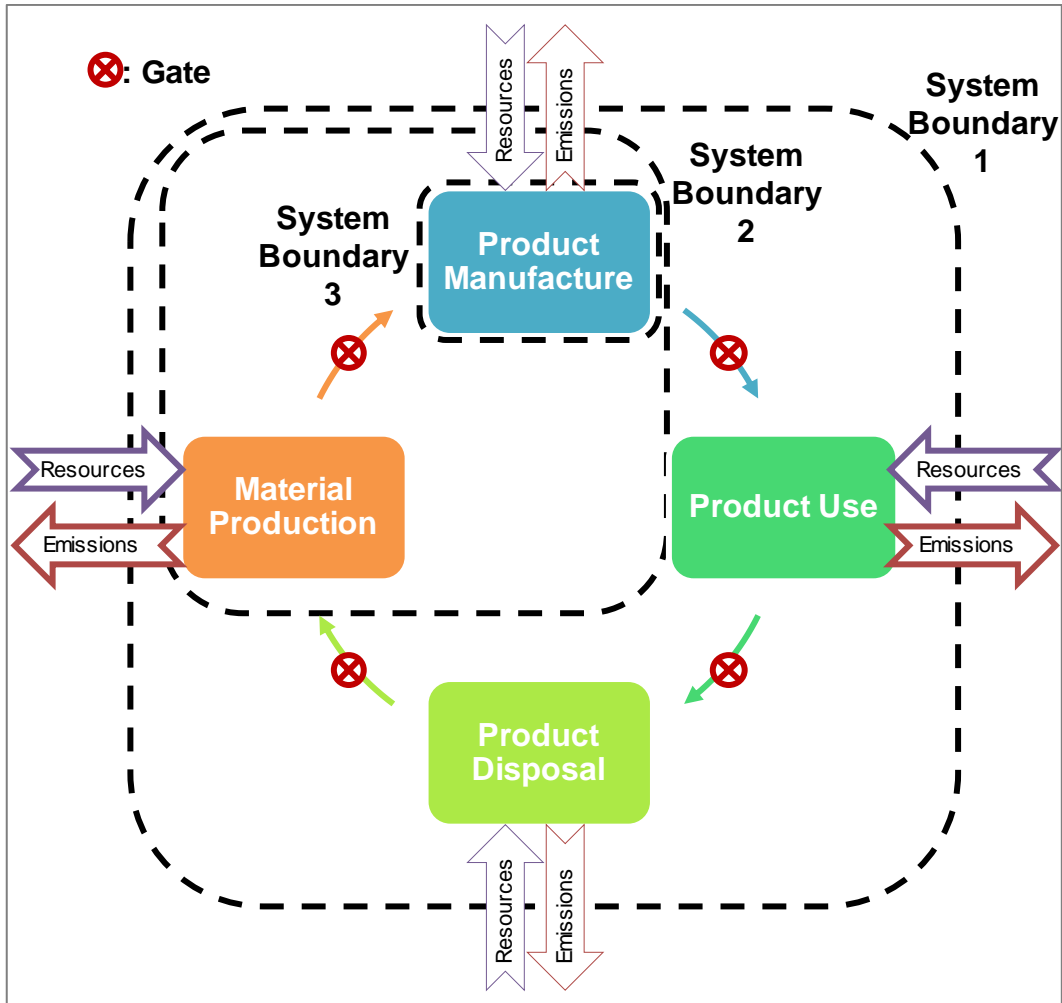 : Gate
Resources
Emissions
System
Boundary
1
System
Boundary
2
System
Boundary
3
Product
Manufacture
Resources
Emissions
Material
Production
Product Use
Resources
Emissions
Product
Disposal
Resources
Emissions